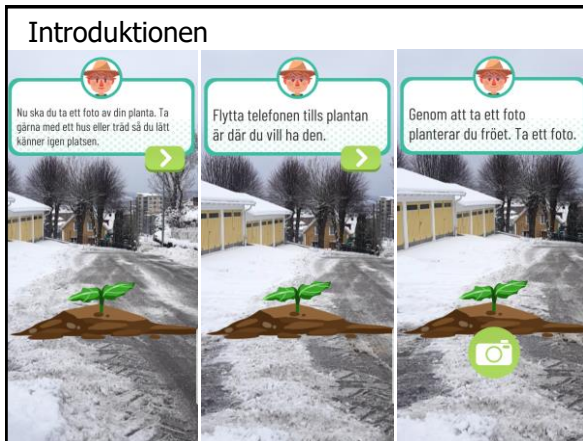 Introduktionen
Nu ska du ta ett foto av din planta. Ta
gärna med ett hus eller träd så du lätt
känner igen platsen.
Flytta telefonen tills plantan
är där du vill ha den.
Genom att ta ett foto
planterar du fröet. Ta ett foto.